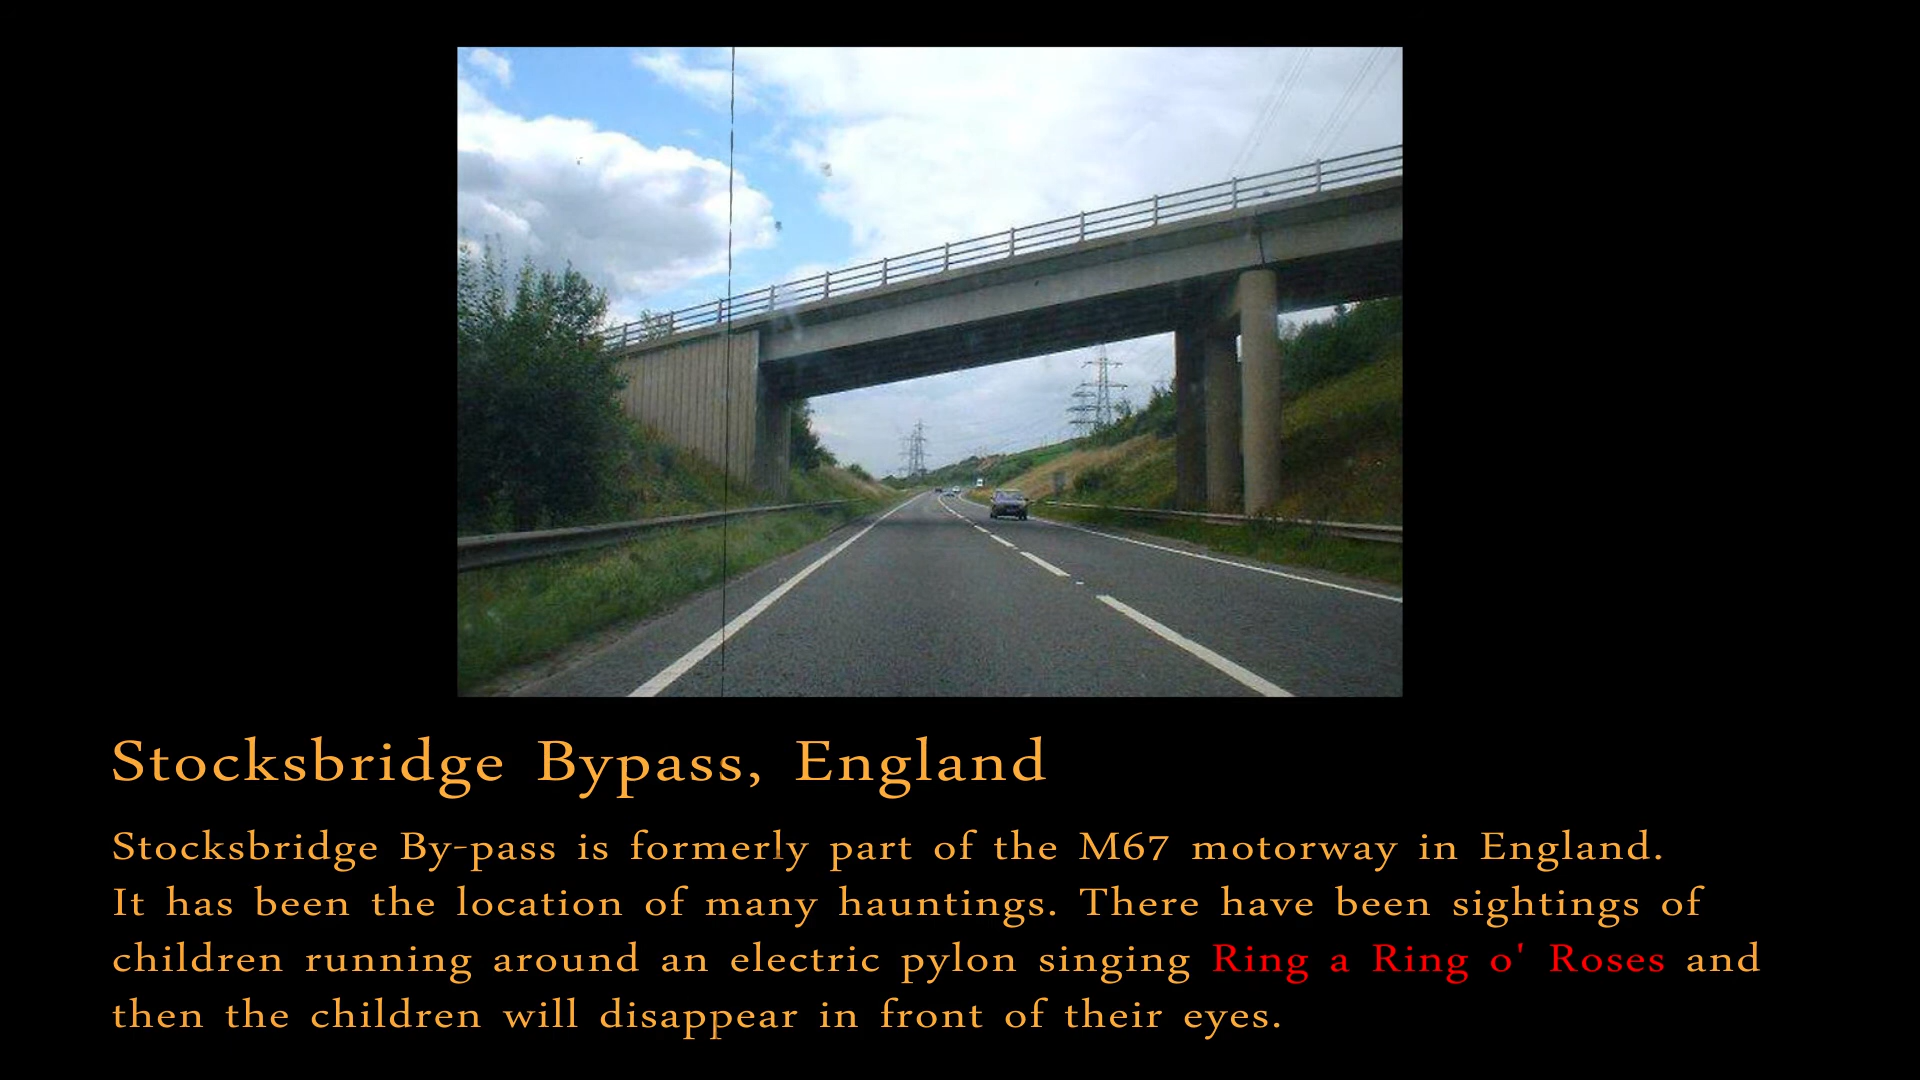 Stocksbridge Bypass, England
Stocksbridge By-pass is formerly part of the M67 motorway in England.
It has been the location of many hauntings. There have been sightings of
children running around an electric pylon singing Ring a Ring o' Roses and
then the children will disappear in front of their eyes.